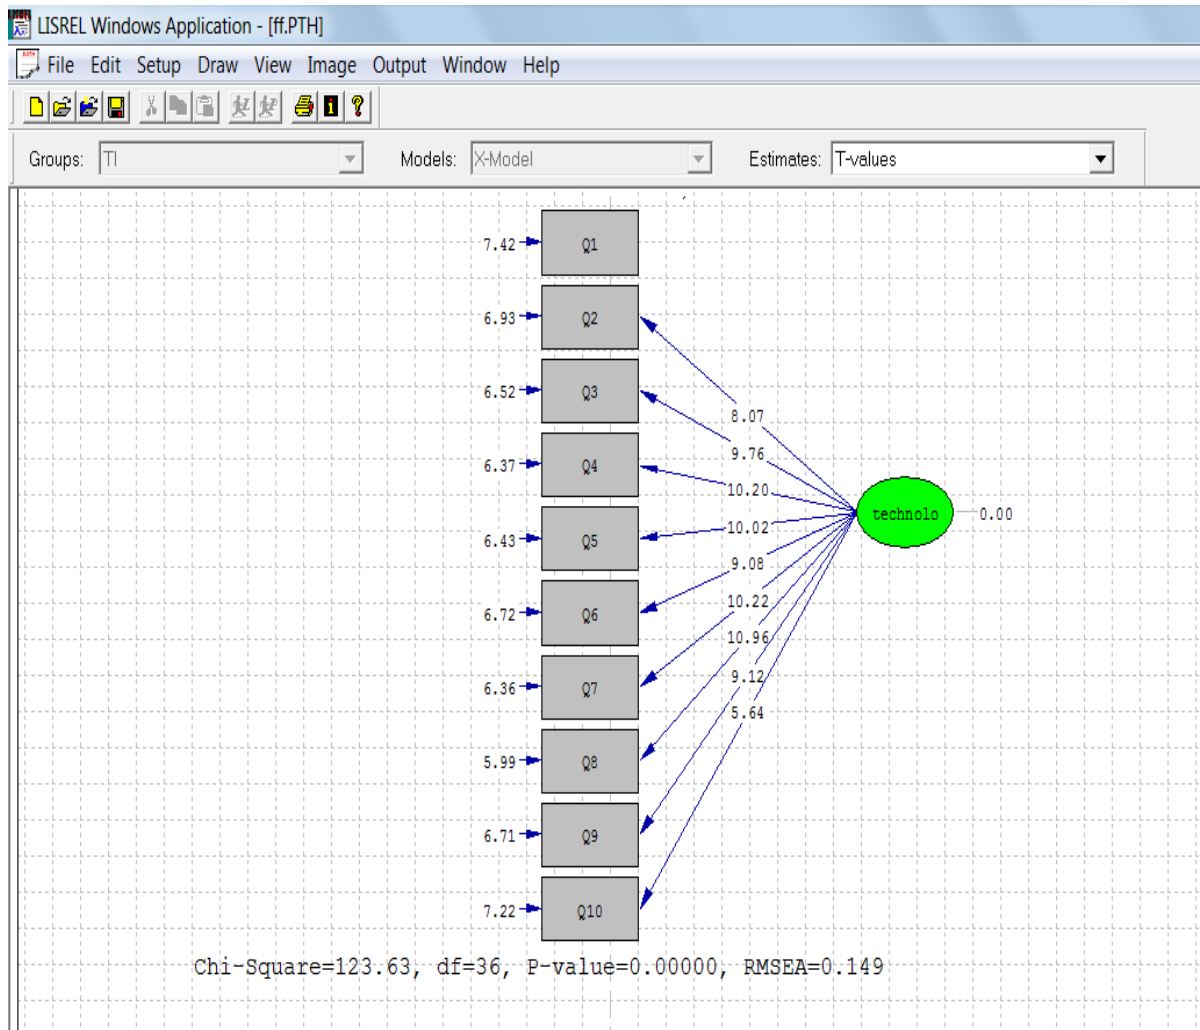 LISREL Windows Application - [ff.PTH]
File Edit Setup Draw View Image Output Window Help
Groups: TI Models: X-Model Estimates: T-values
7.42 Q1
6.93 Q2
6.52 Q3
8.07
9.76
6.37 Q4
10.20
technolo 0.00
10.02
6.43 Q5
9.08
10.22
6.72 Q6
10.96
9.12
6.36 Q7
5.64
5.99 Q8
6.71 Q9
7.22 Q10
Chi-Square=123.63, df=36, P-value=0.00000, RMSEA=0.149